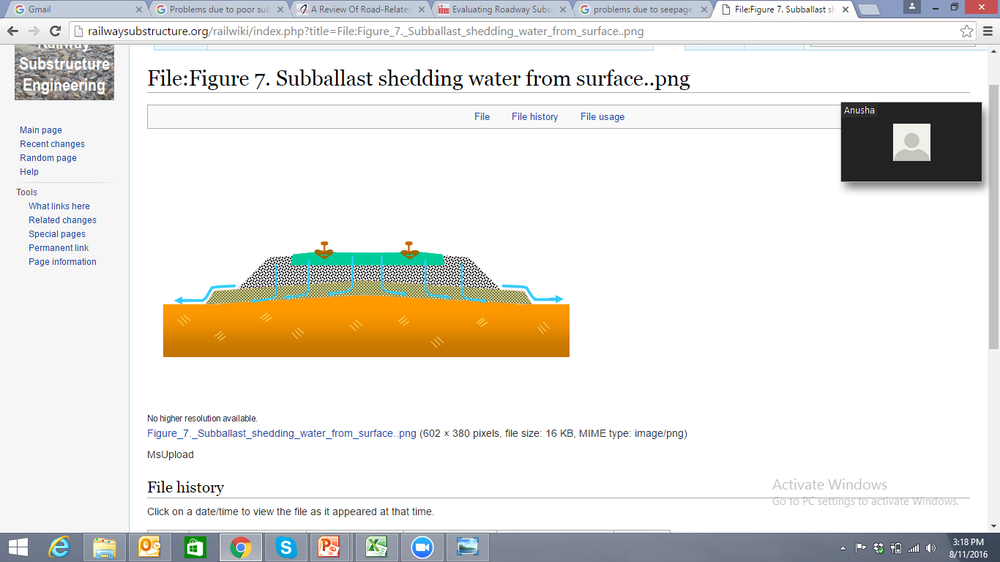 Gmail
Problems due to poor sub
A Review Of Road-Related
Evaluating Roadway Subs
problems due to seepage
File:Figure 7. Subballast sh
railwaysubstructure.org/railwiki/index.php?title=File:Figure_7._Subballast_shedding_water_from_surface..png
Railway
Substructure
Engineering
File:Figure 7. Subballast shedding water from surface..png
File File history File usage
Anusha
Main page
Recent changes
Random page
Help
Tools
What links here
Related changes
Special pages
Permanent link
Page information
No higher resolution available.
Figure_7._Subballast_shedding_water_from_surface..png (602 × 380 pixels, file size: 16 KB, MIME type: image/png)
MsUpload
File history
Click on a date/time to view the file as it appeared at that time.
Activate Windows
Go to PC settings to activate Windows.
3:18 PM
8/11/2016